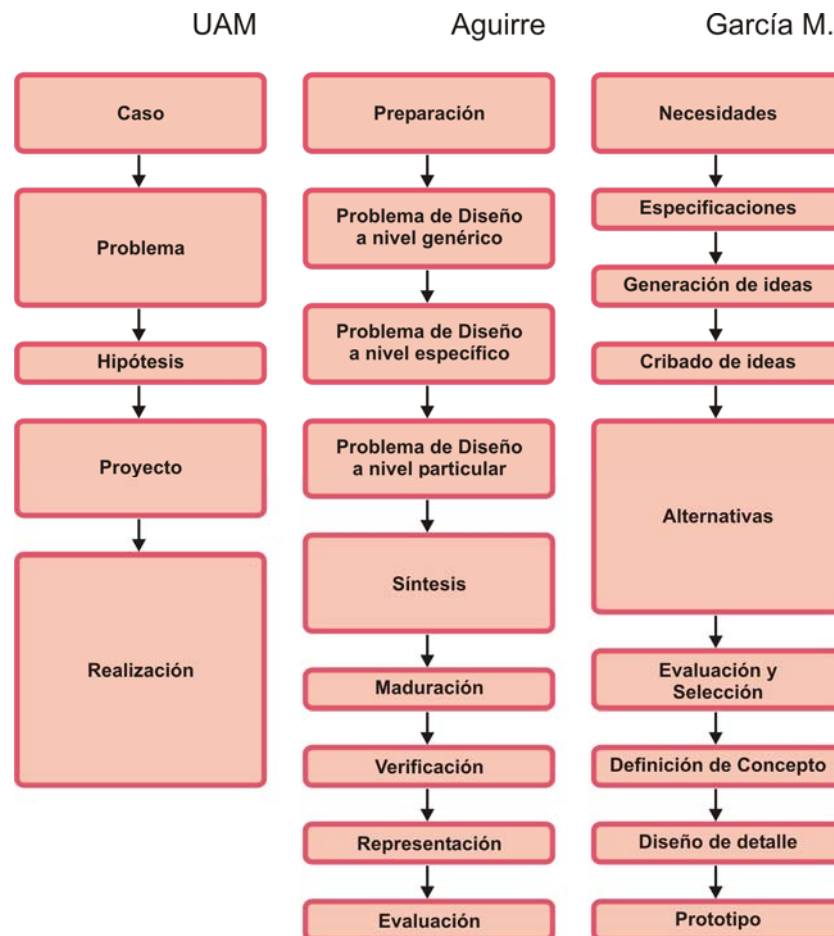 UAM
Aguirre
García M.
Caso
Problema
Hipótesis
Proyecto
Realización
Preparación
Problema de Diseño
a nivel genérico
Problema de Diseño
a nivel específico
Problema de Diseño
a nivel particular
Síntesis
Maduración
Verificación
Representación
Evaluación
Necesidades
Especificaciones
Generación de ideas
Cribado de ideas
Alternativas
Evaluación y
Selección
Definición de Concepto
Diseño de detalle
Prototipo